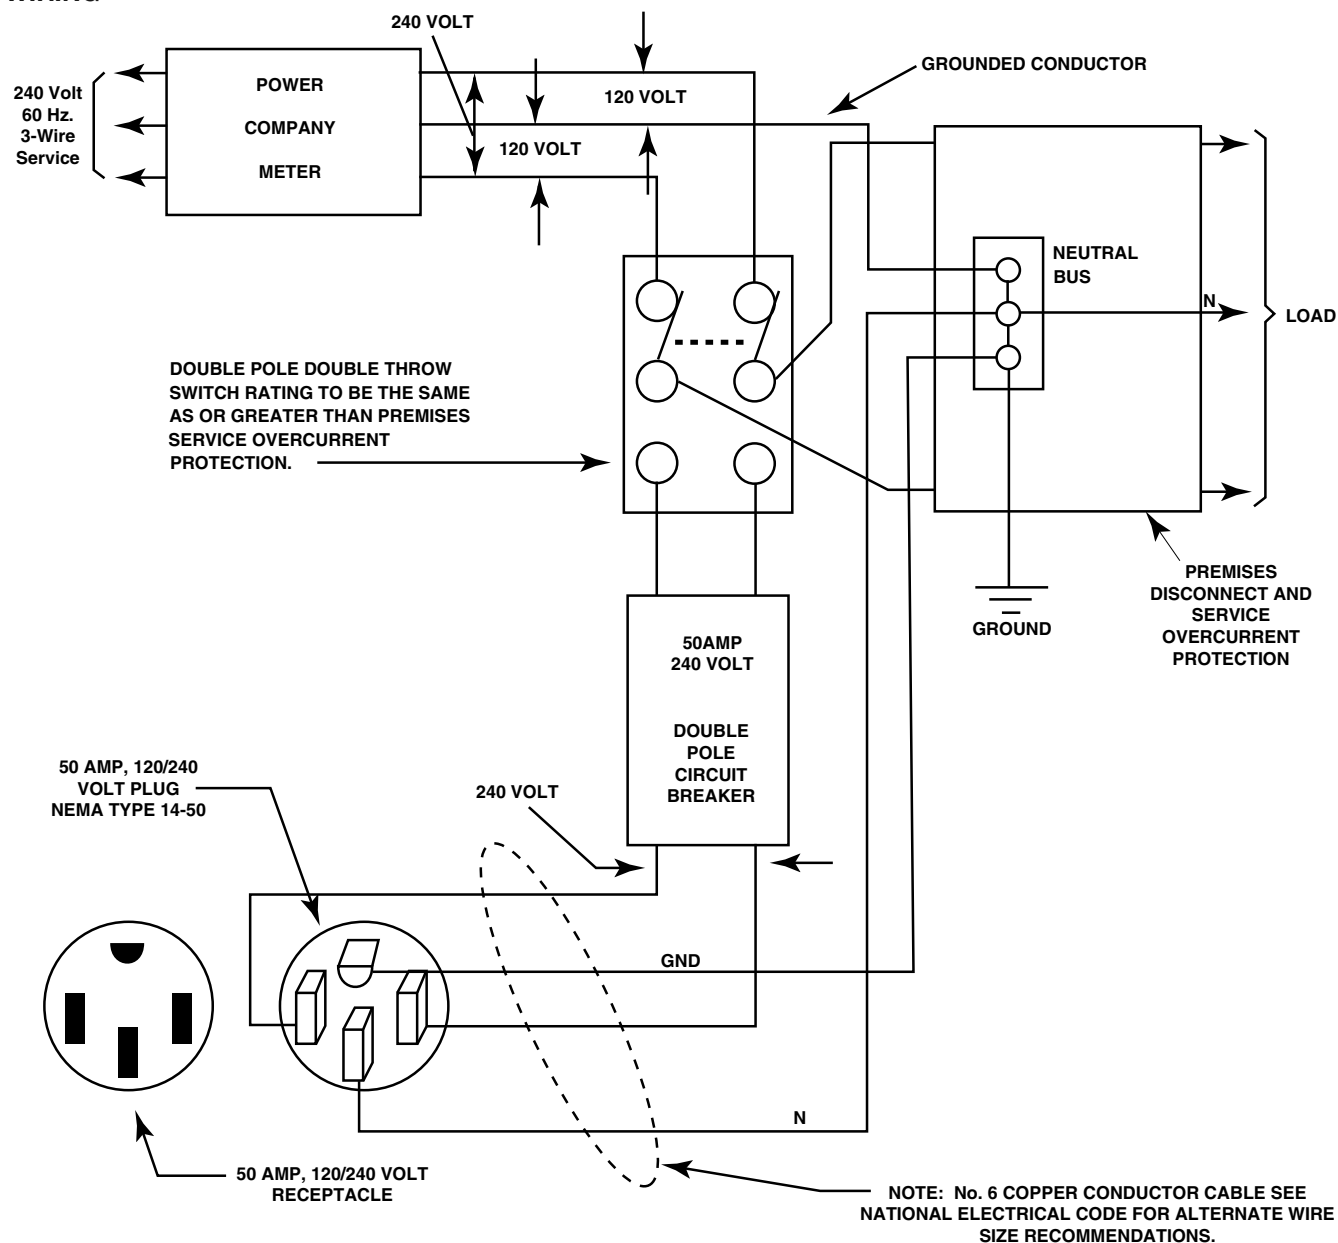 240 VOLT
GROUNDED CONDUCTOR
240 Volt
60 Hz.
3-Wire
Service
POWER
COMPANY
METER
120 VOLT
120 VOLT
NEUTRAL
BUS
N
LOAD
DOUBLE POLE DOUBLE THROW
SWITCH RATING TO BE THE SAME
AS OR GREATER THAN PREMISES
SERVICE OVERCURRENT
PROTECTION.
GROUND
PREMISES
DISCONNECT AND
SERVICE
OVERCURRENT
PROTECTION
50AMP
240 VOLT
DOUBLE
POLE
CIRCUIT
BREAKER
50 AMP, 120/240
VOLT PLUG
NEMA TYPE 14-50
240 VOLT
GND
N
50 AMP, 120/240 VOLT
RECEPTACLE
NOTE: No. 6 COPPER CONDUCTOR CABLE SEE
NATIONAL ELECTRICAL CODE FOR ALTERNATE WIRE
SIZE RECOMMENDATIONS.